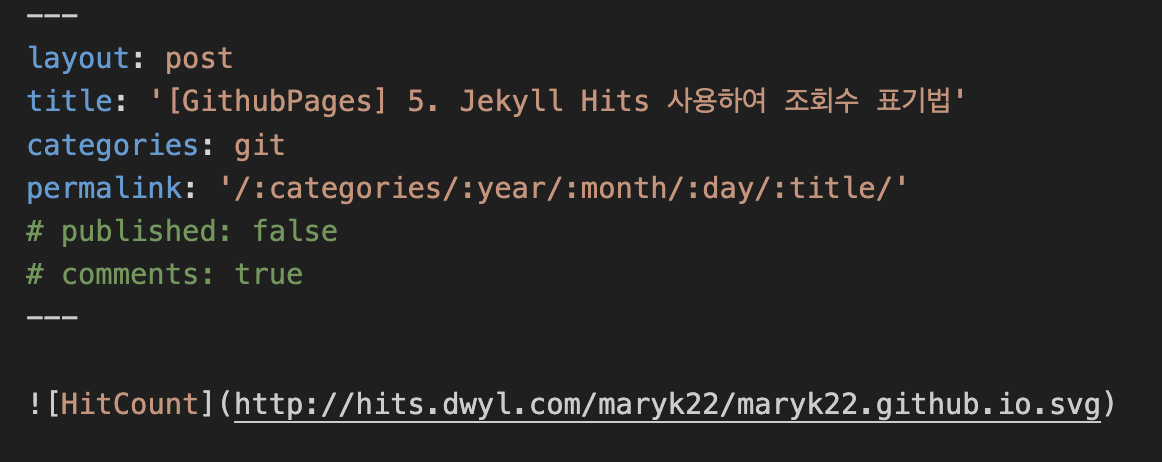 ---
layout: post
title: '[GithubPages] 5. Jekyll Hits 사용하여 조회수 표기법'
categories: git
permalink: '/:categories/:year/:month/:day/:title/'
# published: false
# comments: true
---
![HitCount](http://hits.dwyl.com/maryk22/maryk22.github.io.svg)